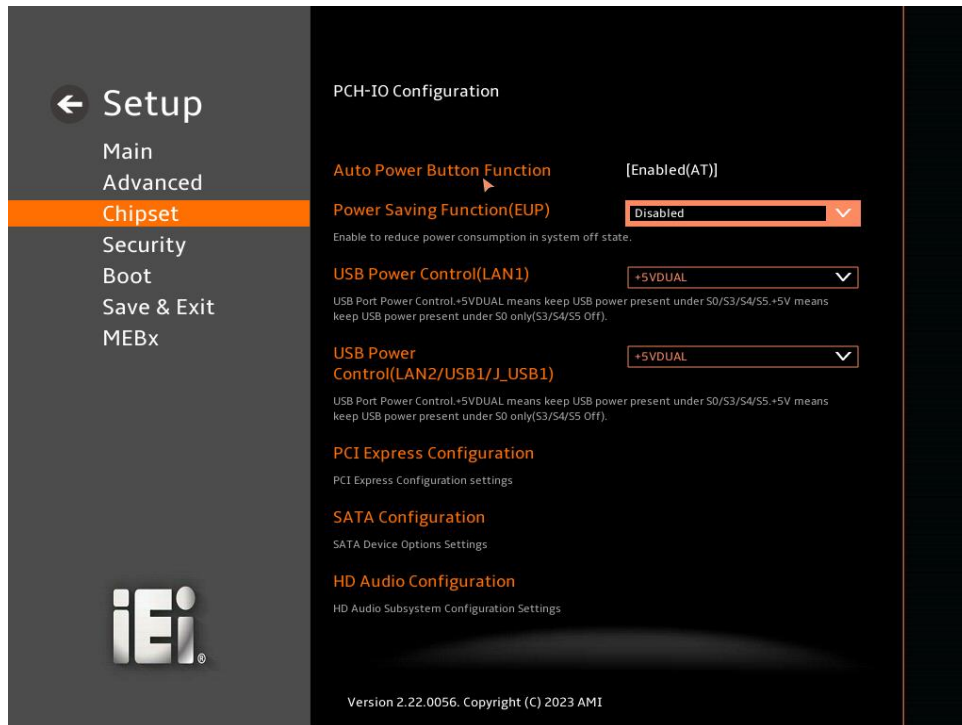 Setup
Main
Advanced
Chipset
Security
Boot
Save & Exit
MEBx
iEi®
PCH-IO Configuration
Auto Power Button Function [Enabled(AT)]
Power Saving Function(EUP) Disabled
Enable to reduce power consumption in system off state.
USB Power Control(LAN1) +5VDUAL
USB Port Power Control.+5VDUAL means keep USB power present under S0/S3/S4/S5.+5V means
keep USB power present under S0 only(S3/S4/S5 Off).
USB Power +5VDUAL
Control(LAN2/USB1/J_USB1)
USB Port Power Control.+5VDUAL means keep USB power present under S0/S3/S4/S5.+5V means
keep USB power present under S0 only(S3/S4/S5 Off).
PCI Express Configuration
PCI Express Configuration settings
SATA Configuration
SATA Device Options Settings
HD Audio Configuration
HD Audio Subsystem Configuration Settings
Version 2.22.0056. Copyright (C) 2023 AMI